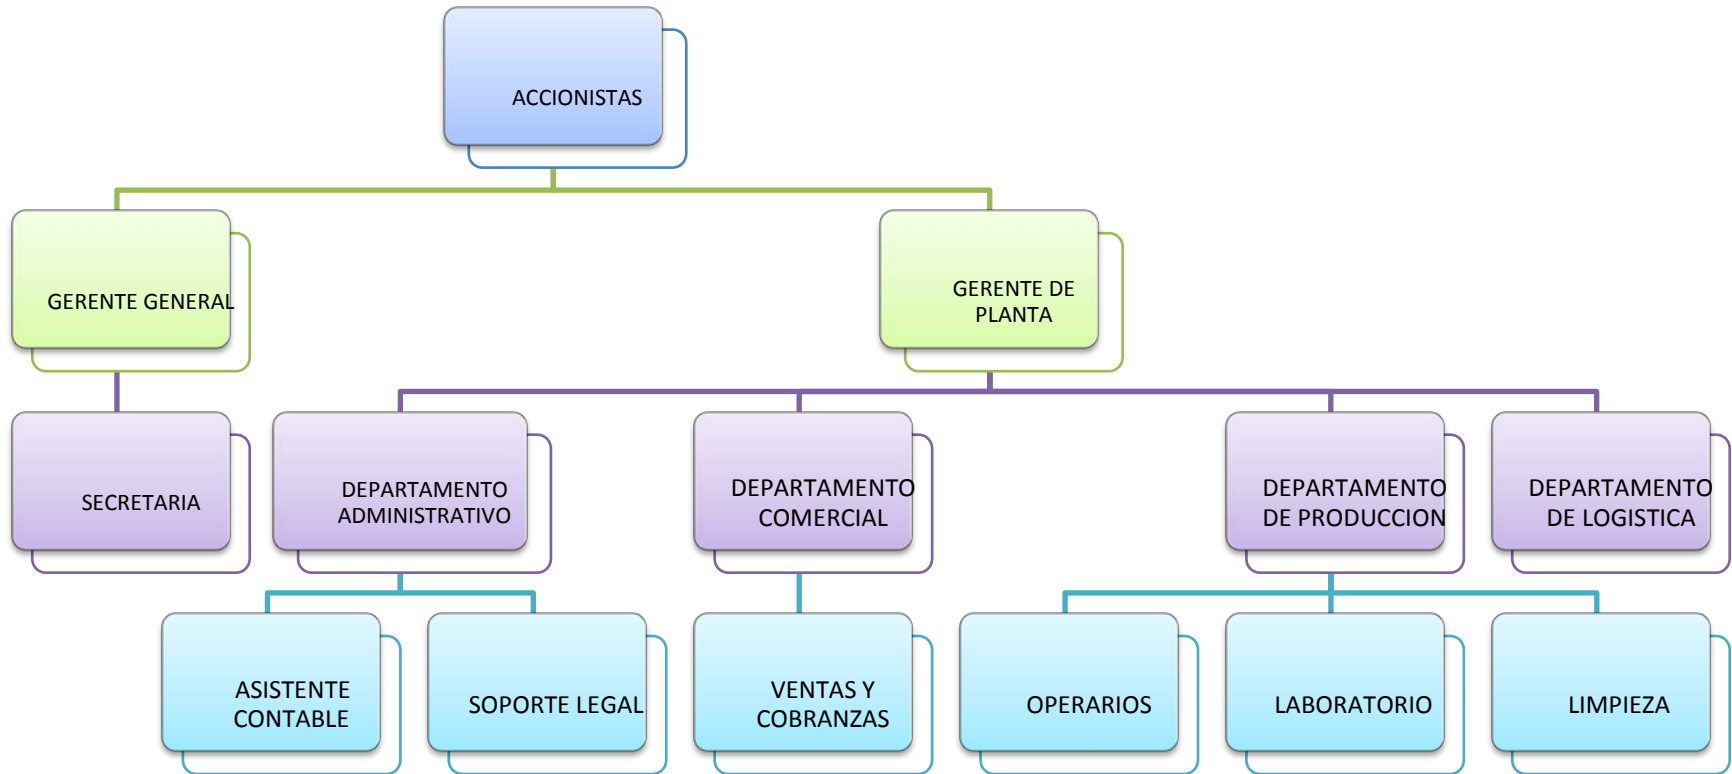 ACCIONISTAS
GERENTE GENERAL
GERENTE DE
PLANTA
SECRETARIA
DEPARTAMENTO
ADMINISTRATIVO
DEPARTAMENTO
COMERCIAL
DEPARTAMENTO
DE PRODUCCION
DEPARTAMENTO
DE LOGISTICA
ASISTENTE
CONTABLE
SOPORTE LEGAL
VENTAS Y
COBRANZAS
OPERARIOS
LABORATORIO
LIMPIEZA